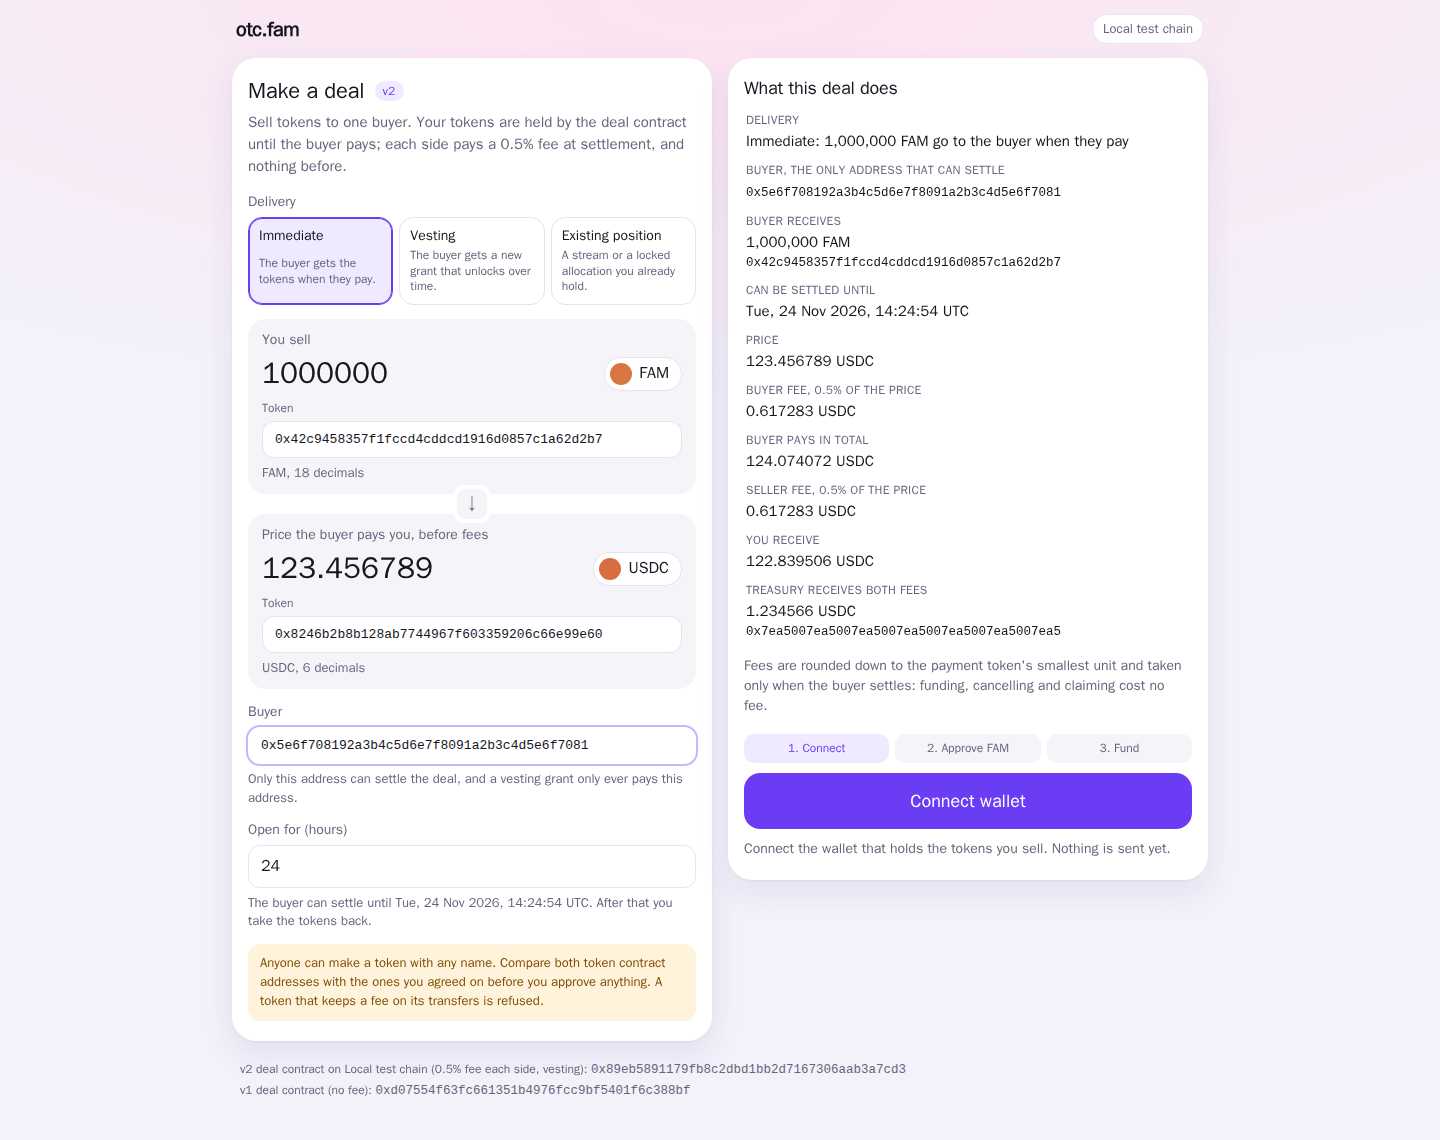 otc.fam
Local test chain
Make a deal v2
Sell tokens to one buyer. Your tokens are held by the deal contract
until the buyer pays; each side pays a 0.5% fee at settlement, and
nothing before.
Delivery
Immediate
The buyer gets the
tokens when they pay.
Vesting
The buyer gets a new
grant that unlocks over
time.
Existing position
A stream or a locked
allocation you already
hold.
You sell
1000000
FAM
Token
0x42c9458357f1fccd4cddcd1916d0857c1a62d2b7
FAM, 18 decimals
↓
Price the buyer pays you, before fees
123.456789
USDC
Token
0x8246b2b8b128ab7744967f603359206c66e99e60
USDC, 6 decimals
Buyer
0x5e6f708192a3b4c5d6e7f8091a2b3c4d5e6f7081
Only this address can settle the deal, and a vesting grant only ever pays this
address.
Open for (hours)
24
The buyer can settle until Tue, 24 Nov 2026, 14:24:54 UTC. After that you
take the tokens back.
Anyone can make a token with any name. Compare both token contract
addresses with the ones you agreed on before you approve anything. A
token that keeps a fee on its transfers is refused.
What this deal does
DELIVERY
Immediate: 1,000,000 FAM go to the buyer when they pay
BUYER, THE ONLY ADDRESS THAT CAN SETTLE
0x5e6f708192a3b4c5d6e7f8091a2b3c4d5e6f7081
BUYER RECEIVES
1,000,000 FAM
0x42c9458357f1fccd4cddcd1916d0857c1a62d2b7
CAN BE SETTLED UNTIL
Tue, 24 Nov 2026, 14:24:54 UTC
PRICE
123.456789 USDC
BUYER FEE, 0.5% OF THE PRICE
0.617283 USDC
BUYER PAYS IN TOTAL
124.074072 USDC
SELLER FEE, 0.5% OF THE PRICE
0.617283 USDC
YOU RECEIVE
122.839506 USDC
TREASURY RECEIVES BOTH FEES
1.234566 USDC
0x7ea5007ea5007ea5007ea5007ea5007ea5007ea5
Fees are rounded down to the payment token's smallest unit and taken
only when the buyer settles: funding, cancelling and claiming cost no
fee.
1. Connect
2. Approve FAM
3. Fund
Connect wallet
Connect the wallet that holds the tokens you sell. Nothing is sent yet.
v2 deal contract on Local test chain (0.5% fee each side, vesting): 0x89eb5891179fb8c2dbd1bb2d7167306aab3a7cd3
v1 deal contract (no fee): 0xd07554f63fc661351b4976fcc9bf5401f6c388bf